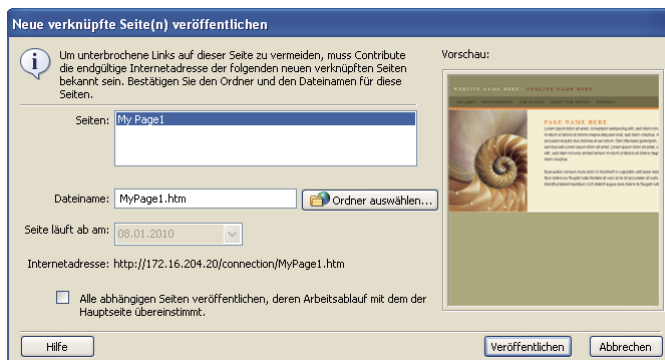 Neue verknüpfte Seite(n) veröffentlichen
Um unterbrochene Links auf dieser Seite zu vermeiden, muss Contribute
die endgültige Internetadresse der folgenden neuen verknüpften Seiten
bekannt sein. Bestätigen Sie den Ordner und den Dateinamen für diese
Seiten.
Seiten: My Page1
Dateiname: MyPage1.htm Ordner auswählen...
Seite läuft ab am: 08.01.2010
Internetadresse: http://172.16.204.20/connection/MyPage1.htm
Alle abhängigen Seiten veröffentlichen, deren Arbeitsablauf mit dem der
Hauptseite übereinstimmt.
Vorschau:
WEBSITE NAME HERE
PAGE NAME HERE
Hilfe Veröffentlichen Abbrechen